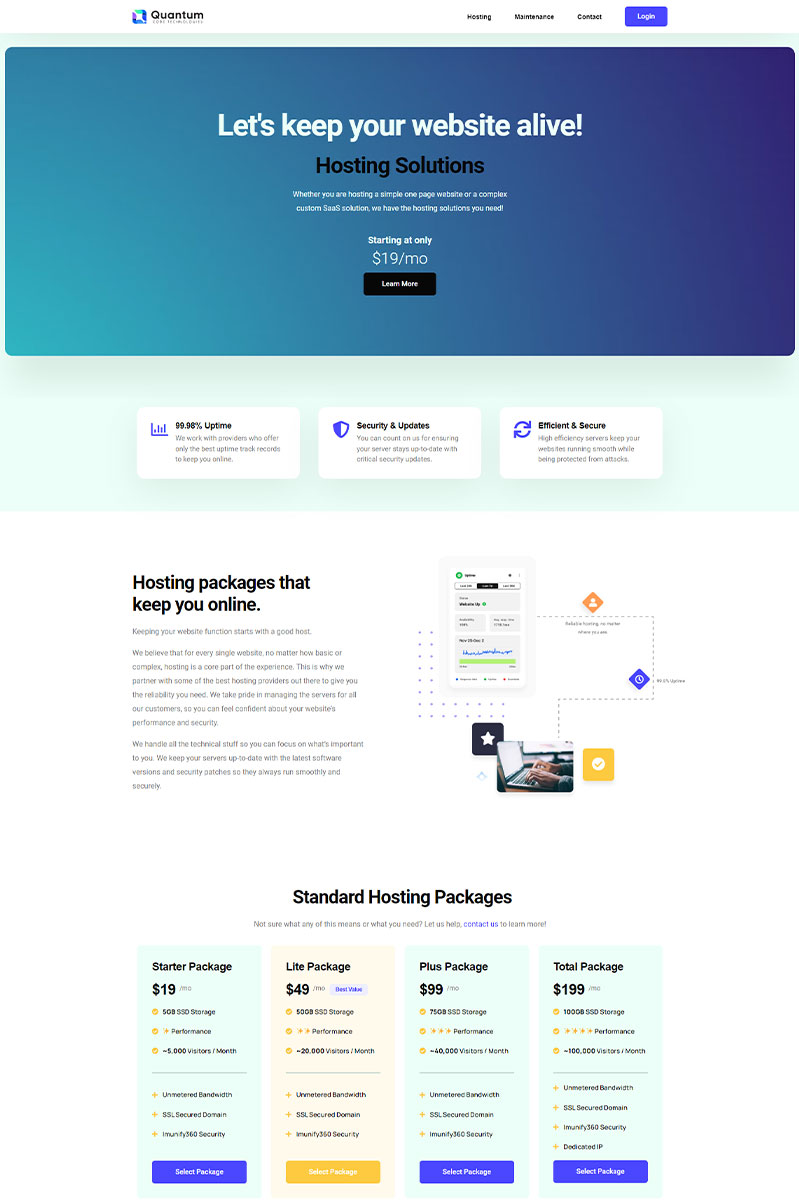 Quantum
CORE TECHNOLOGIES
Hosting
Maintenance
Contact
Login
Let's keep your website alive!
Hosting Solutions
Whether you are hosting a simple one page website or a complex
custom SaaS solution, we have the hosting solutions you need!
Starting at only
$19/mo
Learn More
99.98% Uptime
We work with providers who offer
only the best uptime track records
to keep you online.
Security & Updates
You can count on us for ensuring
your server stays up-to-date with
critical security updates.
Efficient & Secure
High efficiency servers keep your
websites running smooth while
being protected from attacks.
Hosting packages that
keep you online.
Keeping your website function starts with a good host.
We believe that for every single website, no matter how basic or
complex, hosting is a core part of the experience. This is why we
partner with some of the best hosting providers out there to give you
the reliability you need. We take pride in managing the servers for all
our customers, so you can feel confident about your website's
performance and security.
We handle all the technical stuff so you can focus on what's important
to you. We keep your servers up-to-date with the latest software
versions and security patches so they always run smoothly and
securely.
Uptime
Website Up
Reliable hosting, no matter
where you are.
Uptime
Standard Hosting Packages
Not sure what any of this means or what you need? Let us help, contact us to learn more!
Starter Package
$19 /mo
5GB SSD Storage
Performance
~5,000 Visitors / Month
Unmetered Bandwidth
SSL Secured Domain
Imunify360 Security
Select Package
Lite Package
$49 /mo Best Value
50GB SSD Storage
Performance
~20,000 Visitors / Month
Unmetered Bandwidth
SSL Secured Domain
Imunify360 Security
Select Package
Plus Package
$99 /mo
75GB SSD Storage
Performance
~40,000 Visitors / Month
Unmetered Bandwidth
SSL Secured Domain
Imunify360 Security
Select Package
Total Package
$199 /mo
100GB SSD Storage
Performance
~100,000 Visitors / Month
Unmetered Bandwidth
SSL Secured Domain
Imunify360 Security
Dedicated IP
Select Package